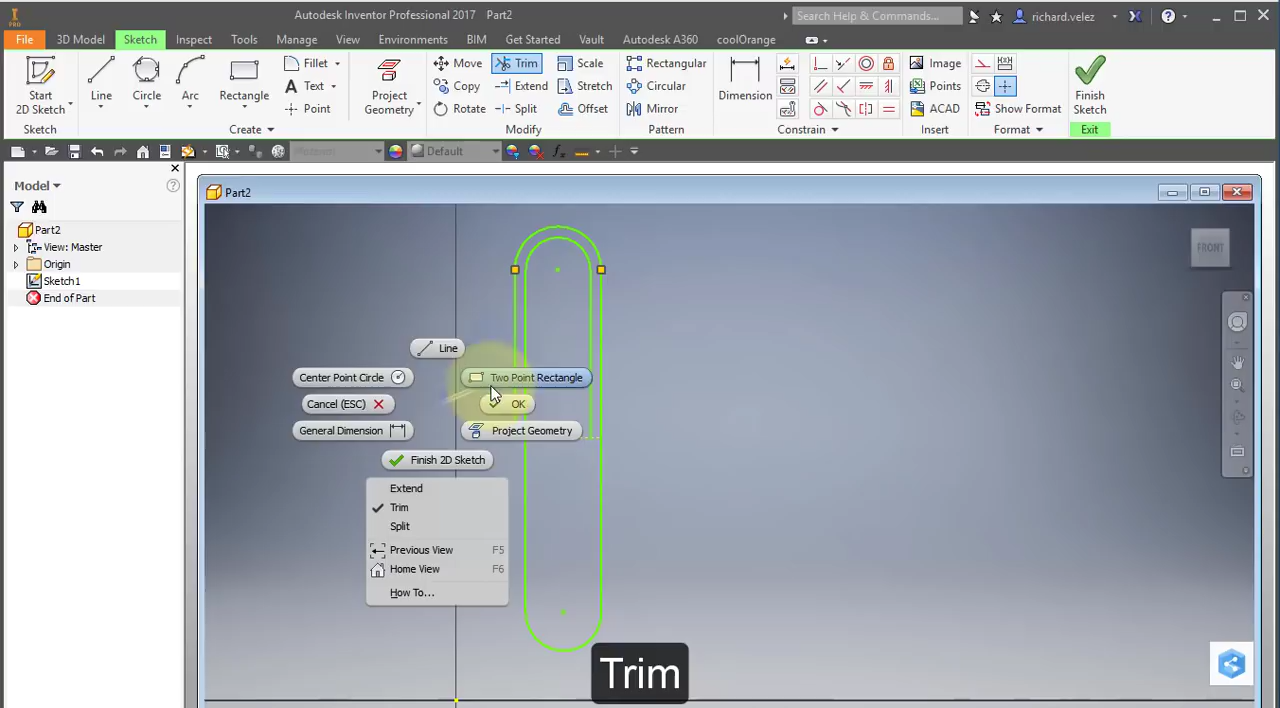 Autodesk Inventor Professional 2017 Part2
Search Help & Commands...
richard.velez
PRO
File 3D Model Sketch Inspect Tools Manage View Environments BIM Get Started Vault Autodesk A360 coolOrange
Start
2D Sketch
Line
Circle
Arc
Rectangle
Fillet
Text
Point
Project
Geometry
Move
Copy
Rotate
Trim
Extend
Split
Scale
Stretch
Offset
Rectangular
Circular
Mirror
Dimension
Image
Points
ACAD
Show Format
Finish
Sketch
Sketch
Create
Modify
Pattern
Constrain
Insert
Format
Exit
Default
Model
Part2
View: Master
Origin
Sketch1
End of Part
Part2
FRONT
Line
Center Point Circle
Two Point Rectangle
Cancel (ESC)
OK
General Dimension
Project Geometry
Finish 2D Sketch
Extend
Trim
Split
Previous View F5
Home View F6
How To...
Trim